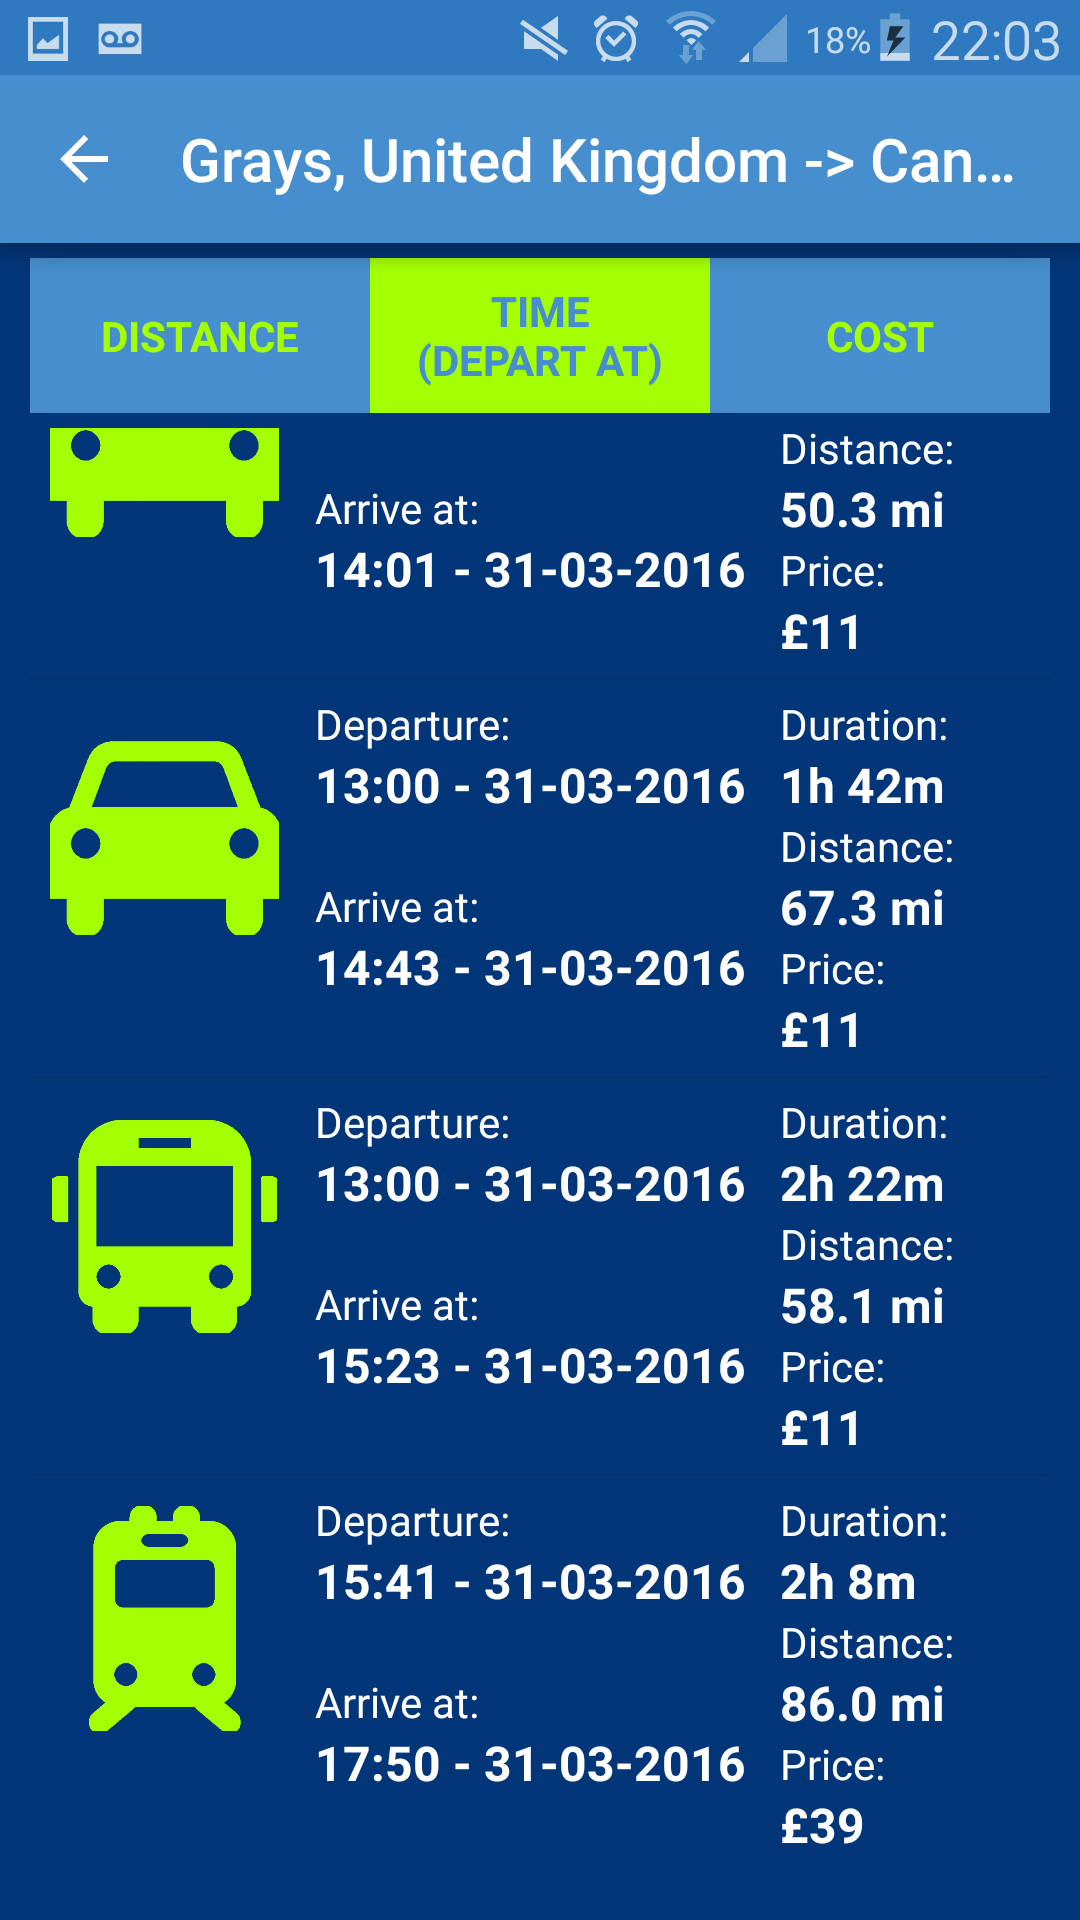 18% 22:03
Grays, United Kingdom -> Can...
DISTANCE
TIME
(DEPART AT)
COST
Arrive at:
14:01 - 31-03-2016
Distance:
50.3 mi
Price:
£11
Departure:
13:00 - 31-03-2016
Arrive at:
14:43 - 31-03-2016
Duration:
1h 42m
Distance:
67.3 mi
Price:
£11
Departure:
13:00 - 31-03-2016
Arrive at:
15:23 - 31-03-2016
Duration:
2h 22m
Distance:
58.1 mi
Price:
£11
Departure:
15:41 - 31-03-2016
Arrive at:
17:50 - 31-03-2016
Duration:
2h 8m
Distance:
86.0 mi
Price:
£39